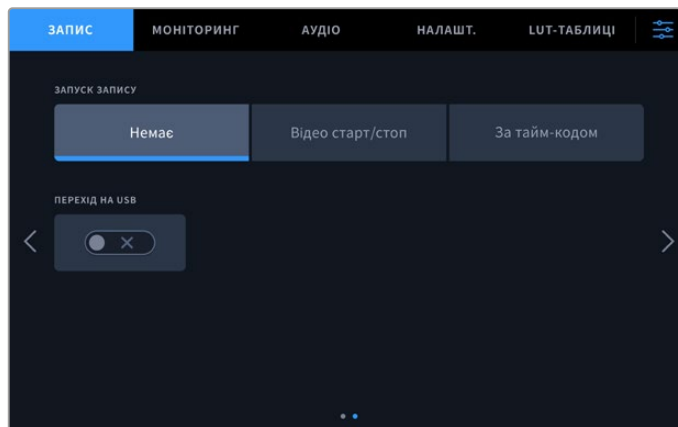 ЗАПИС МОНІТОРИНГ АУДІО НАЛАШТ. LUT-ТАБЛИЦІ
ЗАПУСК ЗАПИСУ
Немає Відео старт/стоп За тайм-кодом
ПЕРЕХІД НА USB